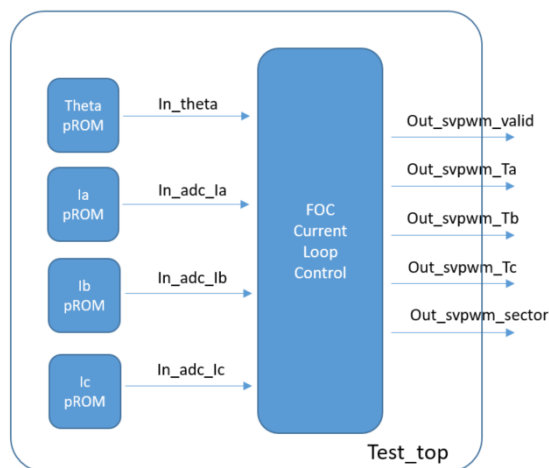 Theta
pROM
In_theta
Ia
pROM
In_adc_Ia
Ib
pROM
In_adc_Ib
Ic
pROM
In_adc_Ic
FOC
Current
Loop
Control
Out_svpwm_valid
Out_svpwm_Ta
Out_svpwm_Tb
Out_svpwm_Tc
Out_svpwm_sector
Test_top